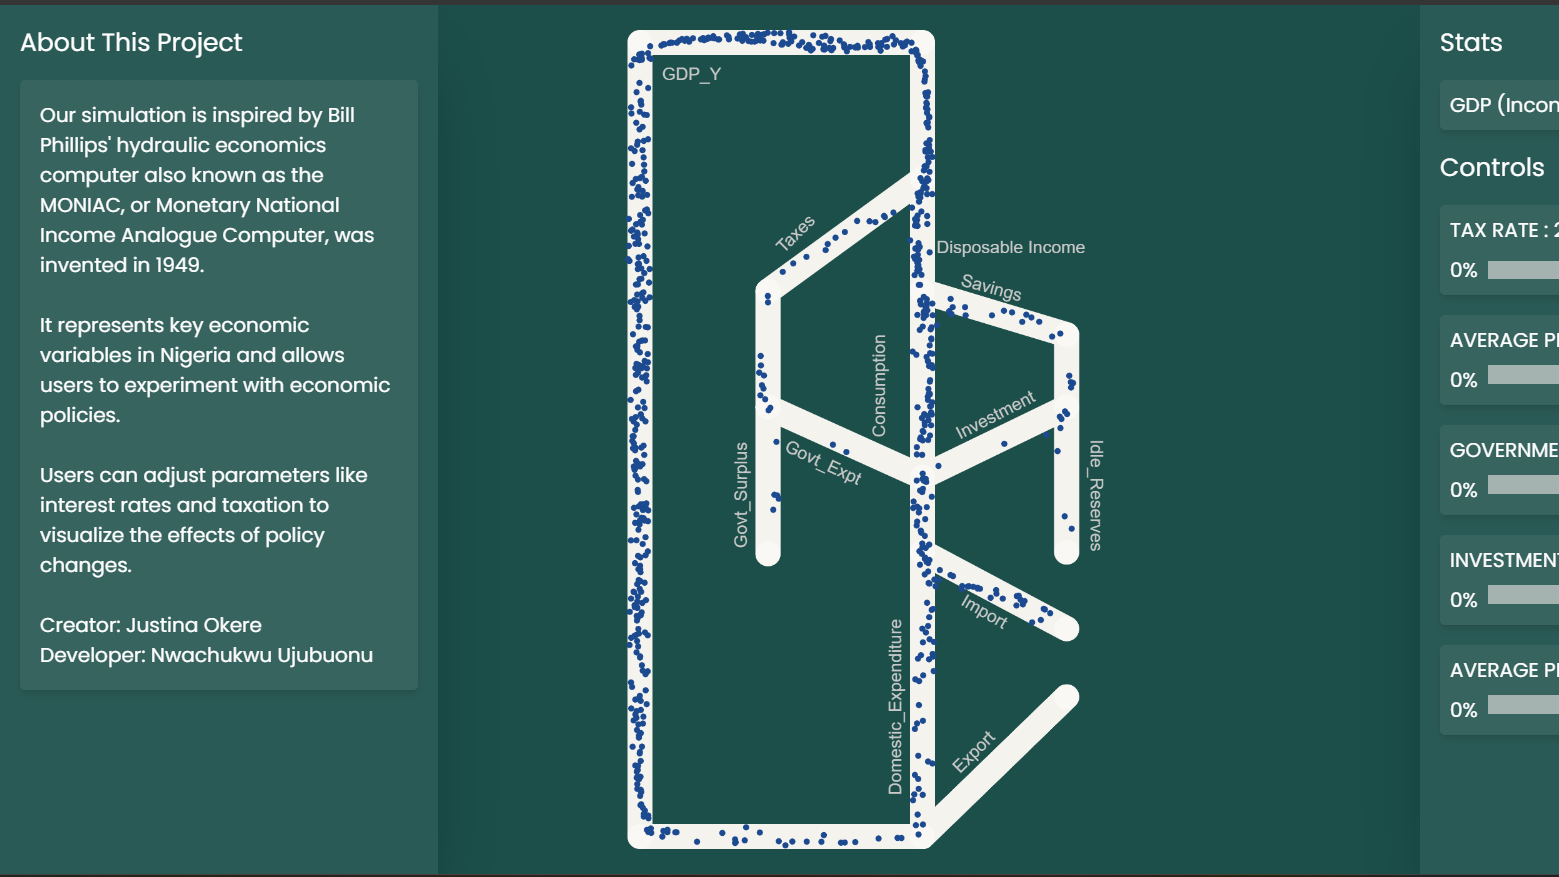 About This Project
Our simulation is inspired by Bill
Phillips' hydraulic economics
computer also known as the
MONIAC, or Monetary National
Income Analogue Computer, was
invented in 1949.
It represents key economic
variables in Nigeria and allows
users to experiment with economic
policies.
Users can adjust parameters like
interest rates and taxation to
visualize the effects of policy
changes.
Creator: Justina Okere
Developer: Nwachukwu Ujubuonu
GDP_Y
Taxes
Disposable Income
Savings
Consumption
Investment
Govt_Expt
Govt_Surplus
Idle_Reserves
Import
Domestic_Expenditure
Export
Stats
GDP (Incon
Controls
TAX RATE : 2
0%
AVERAGE
0%
GOVERNME
0%
INVESTMENT
0%
AVERAGE
0%